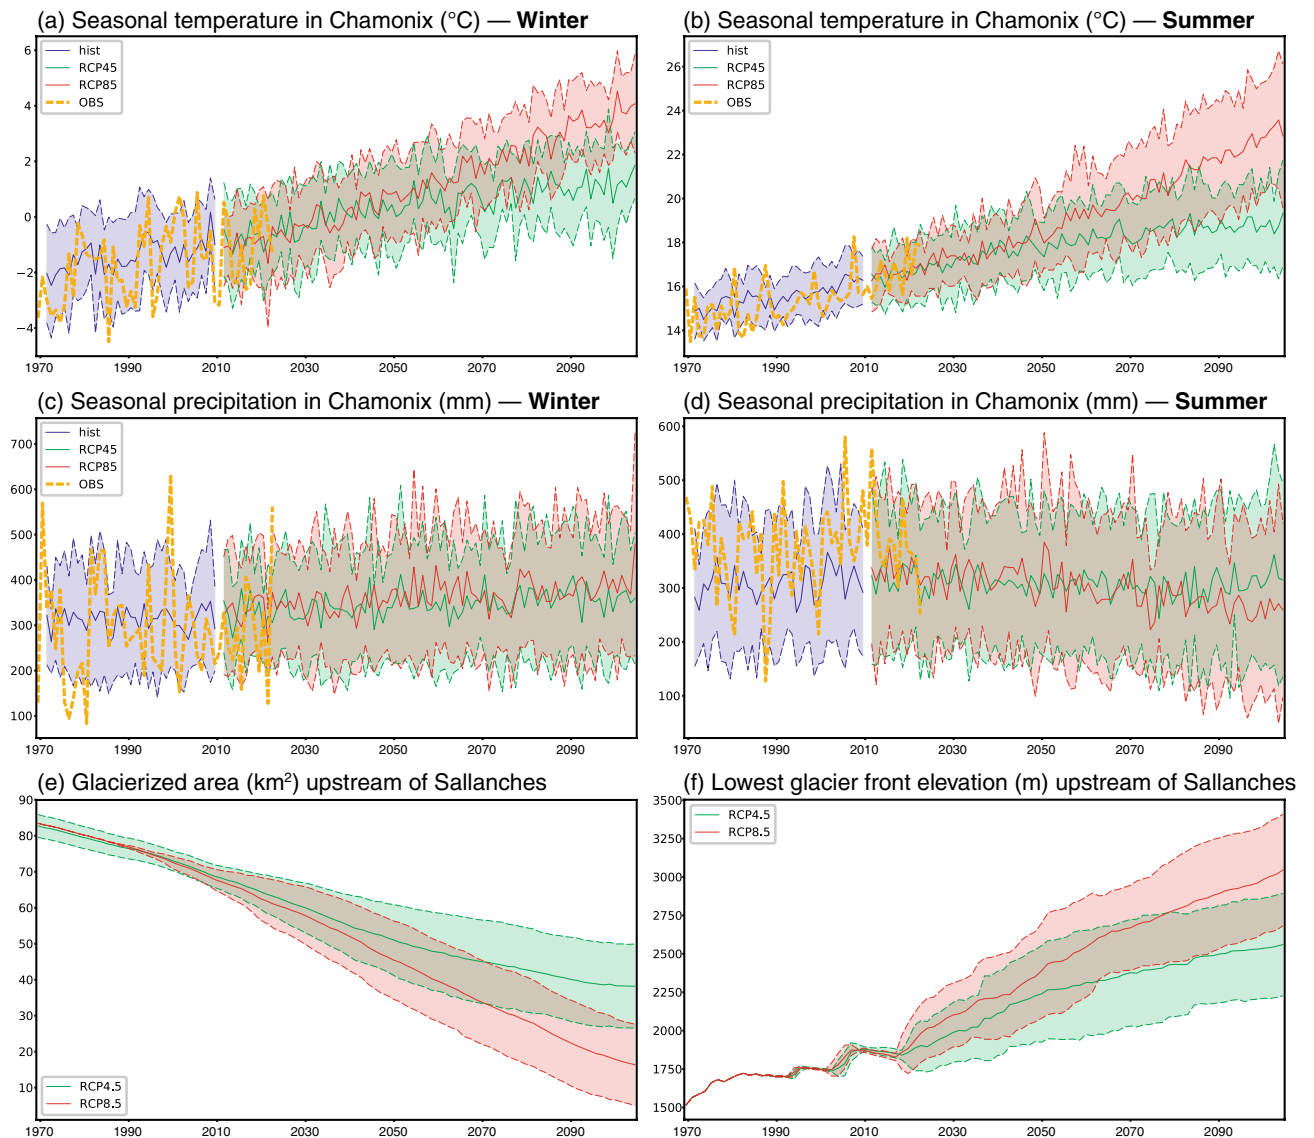 (a) Seasonal temperature in Chamonix (°C) — Winter
(b) Seasonal temperature in Chamonix (°C) — Summer
6
4
2
0
−2
−4
hist
RCP45
RCP85
OBS
1970 1990 2010 2030 2050 2070 2090
26
24
22
20
18
16
14
hist
RCP45
RCP85
OBS
1970 1990 2010 2030 2050 2070 2090
(c) Seasonal precipitation in Chamonix (mm) — Winter
(d) Seasonal precipitation in Chamonix (mm) — Summer
700
600
500
400
300
200
100
hist
RCP45
RCP85
OBS
1970 1990 2010 2030 2050 2070 2090
600
500
400
300
200
100
1970 1990 2010 2030 2050 2070 2090
(e) Glacierized area (km²) upstream of Sallanches
(f) Lowest glacier front elevation (m) upstream of Sallanches
90
80
70
60
50
40
30
20
10
RCP4.5
RCP8.5
1970 1990 2010 2030 2050 2070 2090
3500
3250
3000
2750
2500
2250
2000
1750
1500
RCP4.5
RCP8.5
1970 1990 2010 2030 2050 2070 2090